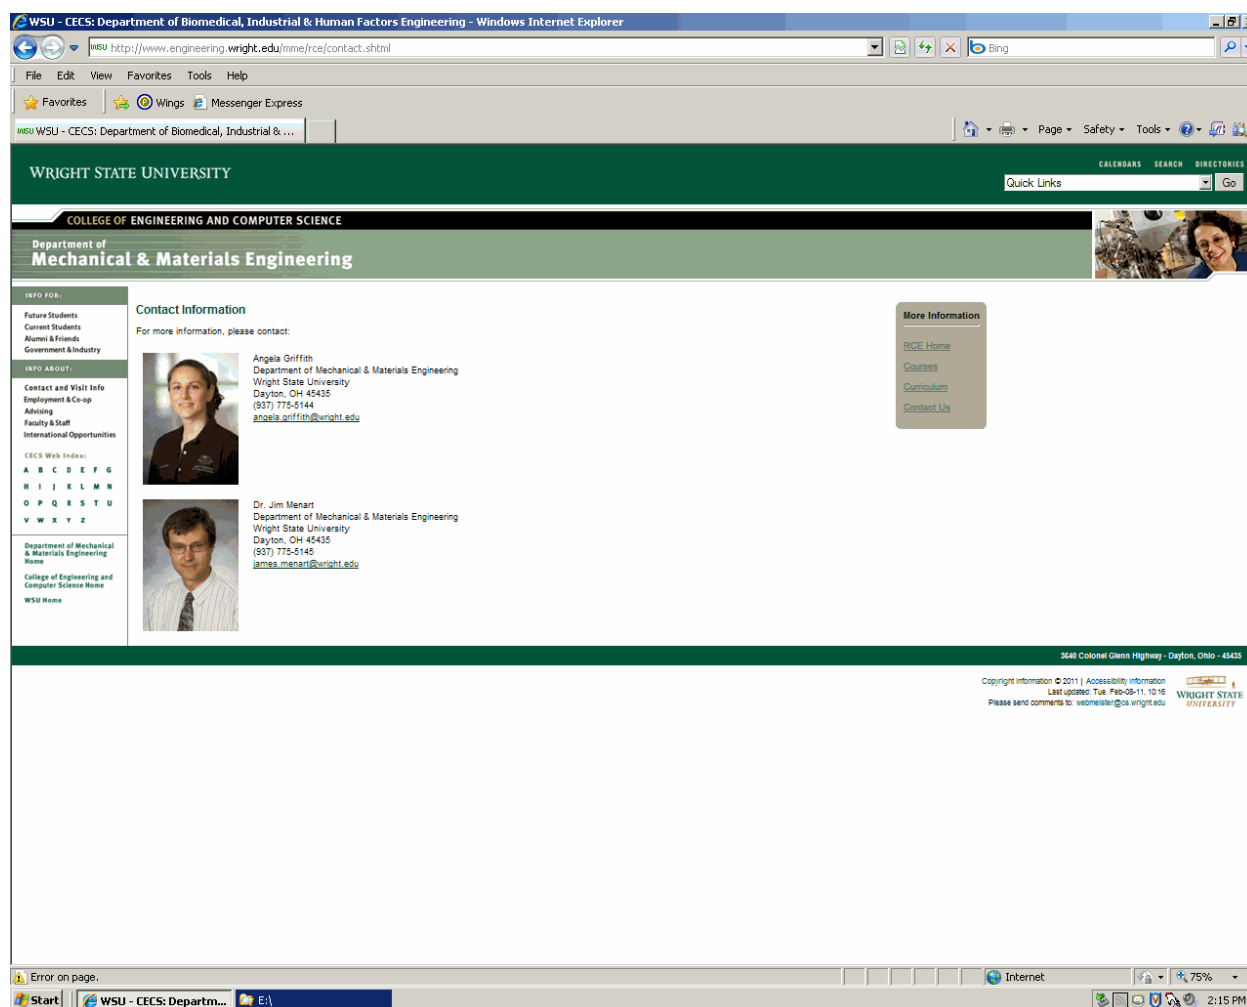 WSU - CECS: Department of Biomedical, Industrial & Human Factors Engineering - Windows Internet Explorer
WSU http://www.engineering.wright.edu/mme/rce/contact.shtml
Bing
File Edit View Favorites Tools Help
Favorites Wings Messenger Express
WSU WSU - CECS: Department of Biomedical, Industrial & ...
Page Safety Tools
WRIGHT STATE UNIVERSITY
CALENDARS SEARCH DIRECTORIES
Quick Links Go
COLLEGE OF ENGINEERING AND COMPUTER SCIENCE
Department of
Mechanical & Materials Engineering
INFO FOR:
Future Students
Current Students
Alumni & Friends
Government & Industry
INFO ABOUT:
Contact and Visit Info
Employment & Co-op
Advising
Faculty & Staff
International Opportunities
CECS Web Index:
A B C D E F G
H I J K L M N
O P Q R S T U
V W X Y Z
Department of Mechanical
& Materials Engineering
Home
College of Engineering and
Computer Science Home
WSU Home
Contact Information
For more information, please contact:
Angela Griffith
Department of Mechanical & Materials Engineering
Wright State University
Dayton, OH 45435
(937) 775-5144
angela.griffith@wright.edu
Dr. Jim Menart
Department of Mechanical & Materials Engineering
Wright State University
Dayton, OH 45435
(937) 775-5145
james.menart@wright.edu
More Information
RCE Home
Courses
Curriculum
Contact Us
3640 Colonel Glenn Highway - Dayton, Ohio - 45435
Copyright Information © 2011 | Accessibility Information
Last updated: Tue. Feb-08-11, 10:16
Please send comments to: webmeister@cs.wright.edu
WRIGHT STATE
UNIVERSITY
Error on page.
Internet
75%
Start
WSU - CECS: Departm...
E:\
2:15 PM